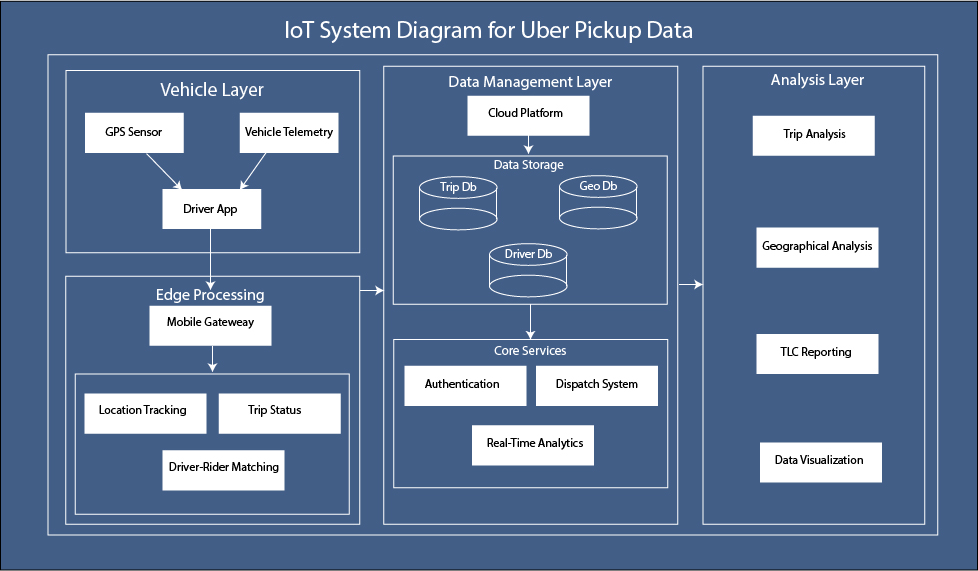 IoT System Diagram for Uber Pickup Data
Vehicle Layer
GPS Sensor
Vehicle Telemetry
Driver App
Edge Processing
Mobile Gateweay
Location Tracking
Trip Status
Driver-Rider Matching
Data Management Layer
Cloud Platform
Data Storage
Trip Db
Geo Db
Driver Db
Core Services
Authentication
Dispatch System
Real-Time Analytics
Analysis Layer
Trip Analysis
Geographical Analysis
TLC Reporting
Data Visualization